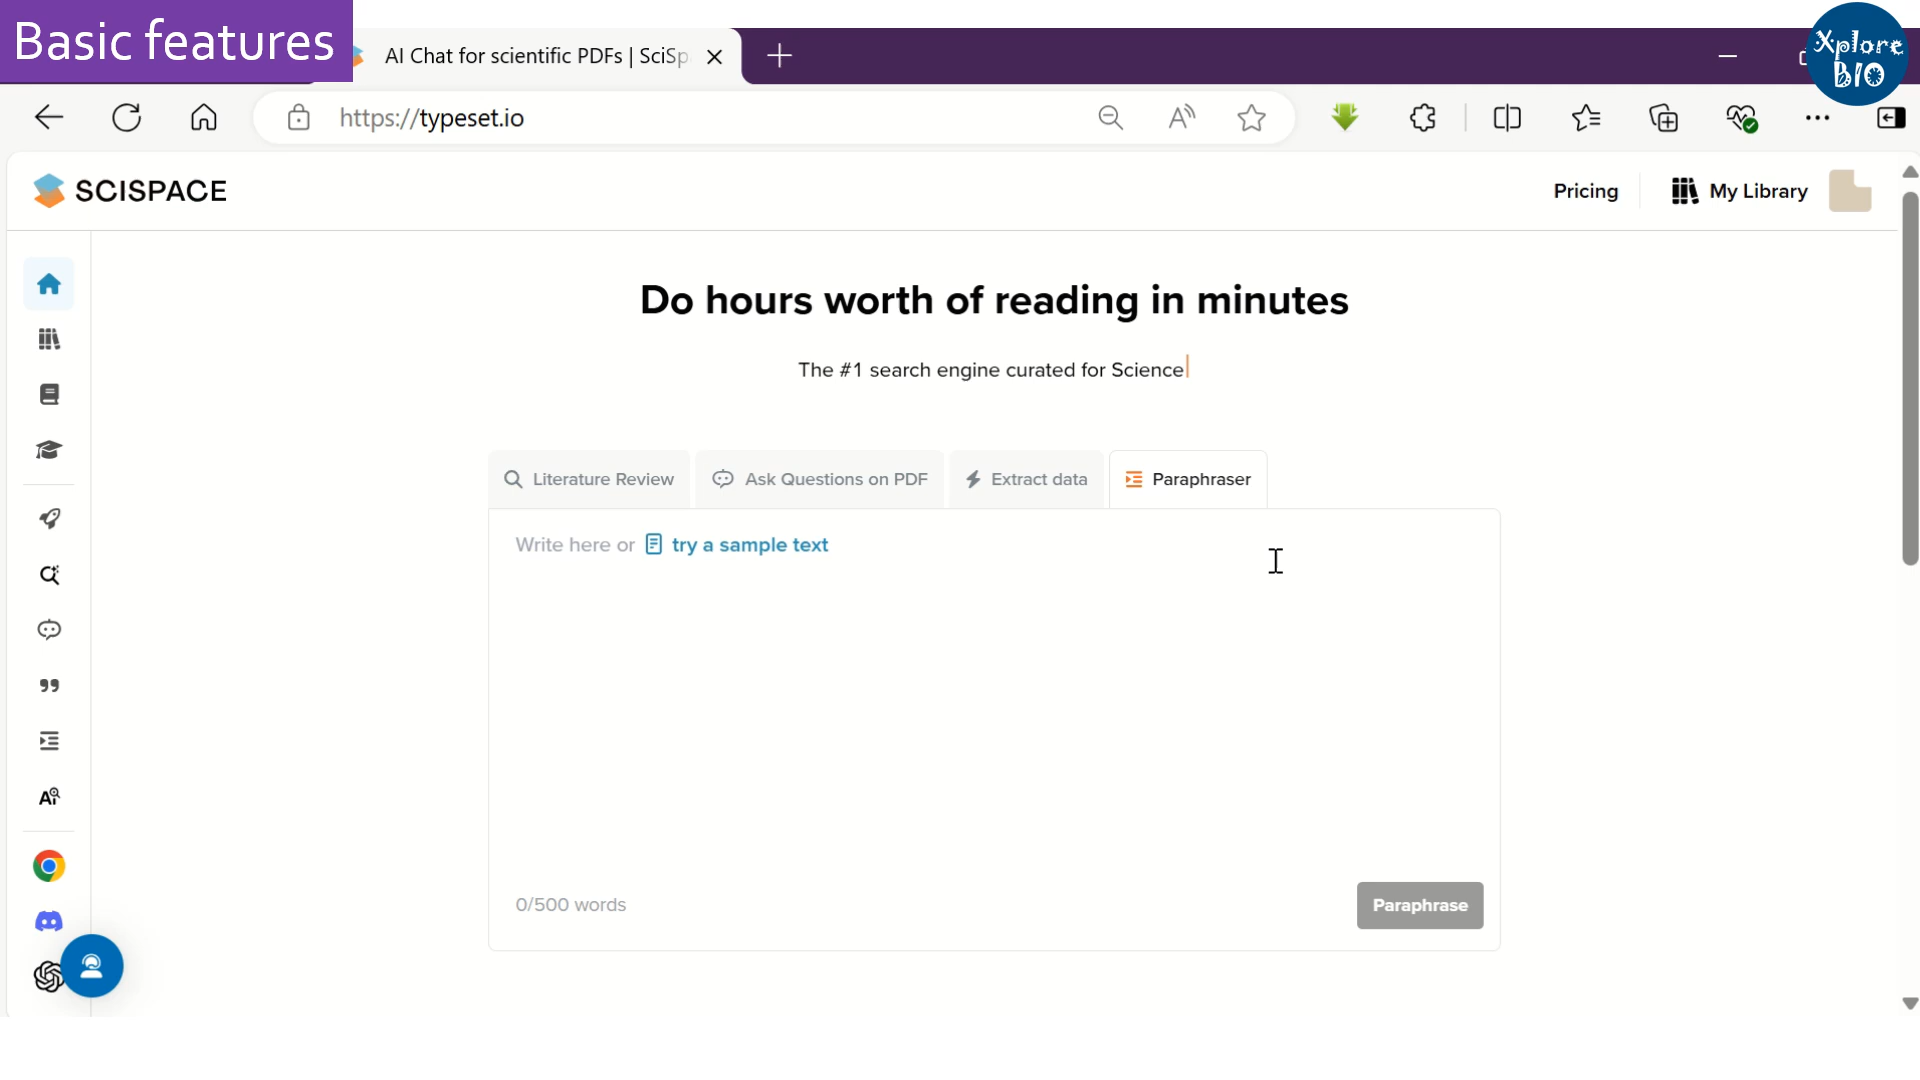 Basic features
AI Chat for scientific PDFs | SciSp
Xplore
BIO
https://typeset.io
SCISPACE
Pricing
My Library
Do hours worth of reading in minutes
The #1 search engine curated for Science
Literature Review
Ask Questions on PDF
Extract data
Paraphraser
Write here or try a sample text
0/500 words
Paraphrase